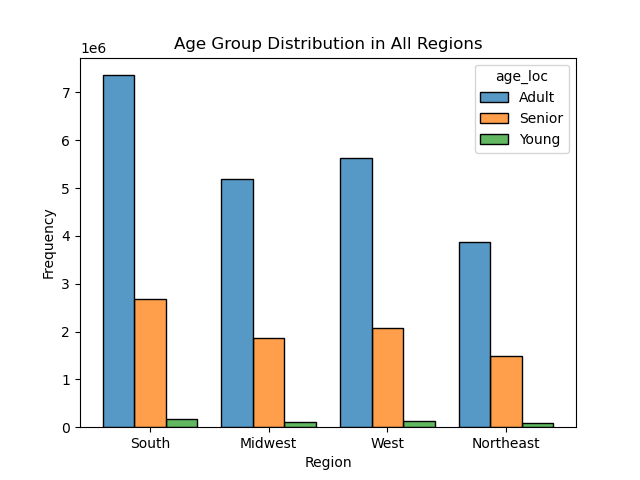 Age Group Distribution in All Regions
1e6
7
6
5
4
3
2
1
0
Frequency
age_loc
Adult
Senior
Young
South Midwest West Northeast
Region